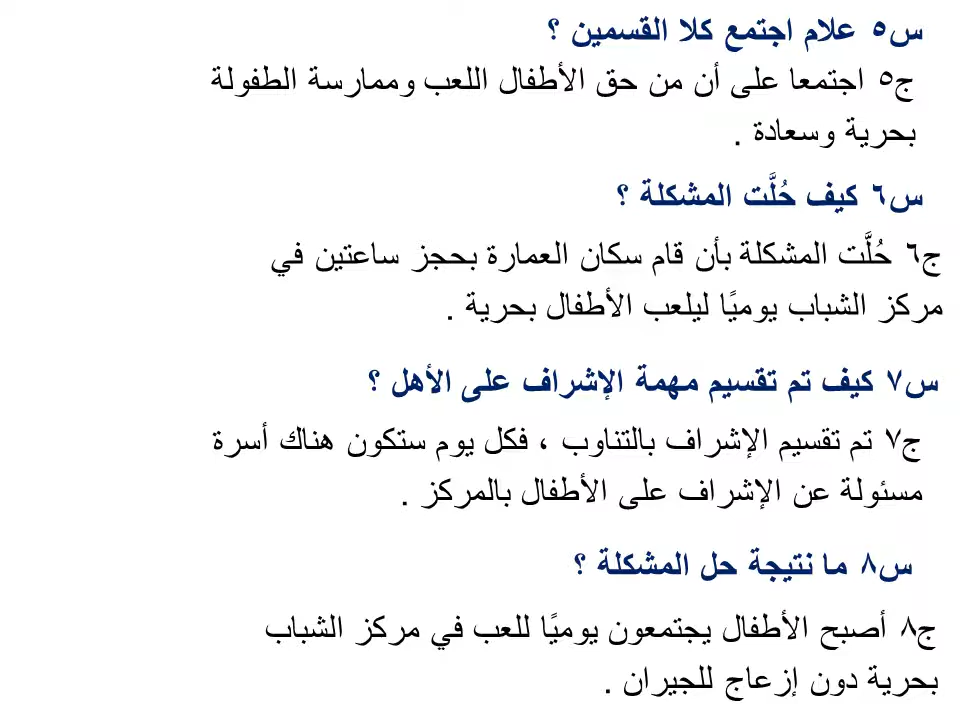 س٥ علام اجتمع كلا القسمين ؟
ج٥ اجتمعا على أن من حق الأطفال اللعب وممارسة الطفولة
بحرية وسعادة .
س٦ كيف حُلَّت المشكلة ؟
ج٦ حُلَّت المشكلة بأن قام سكان العمارة بحجز ساعتين في
مركز الشباب يوميًا ليلعب الأطفال بحرية .
س٧ كيف تم تقسيم مهمة الإشراف على الأهل ؟
ج٧ تم تقسيم الإشراف بالتناوب ، فكل يوم ستكون هناك أسرة
مسئولة عن الإشراف على الأطفال بالمركز .
س٨ ما نتيجة حل المشكلة ؟
ج٨ أصبح الأطفال يجتمعون يوميًا للعب في مركز الشباب
بحرية دون إزعاج للجيران .